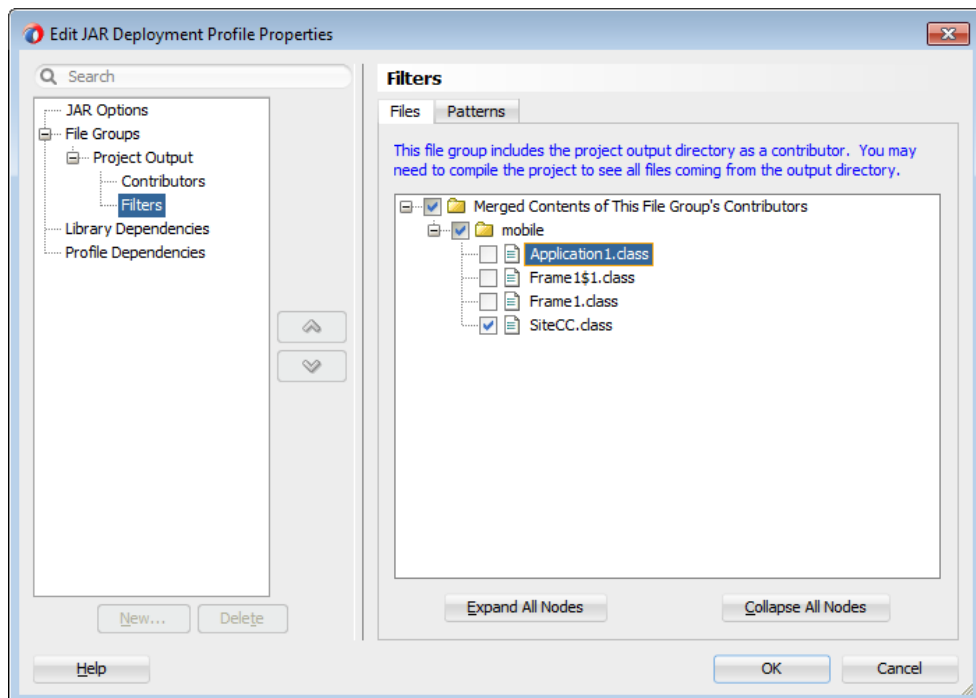 Edit JAR Deployment Profile Properties
Search
JAR Options
File Groups
Project Output
Contributors
Filters
Library Dependencies
Profile Dependencies
New...
Delete
Filters
Files
Patterns
This file group includes the project output directory as a contributor. You may
need to compile the project to see all files coming from the output directory.
Merged Contents of This File Group's Contributors
mobile
Application1.class
Frame1$1.class
Frame1.class
SiteCC.class
Expand All Nodes
Collapse All Nodes
Help
OK
Cancel